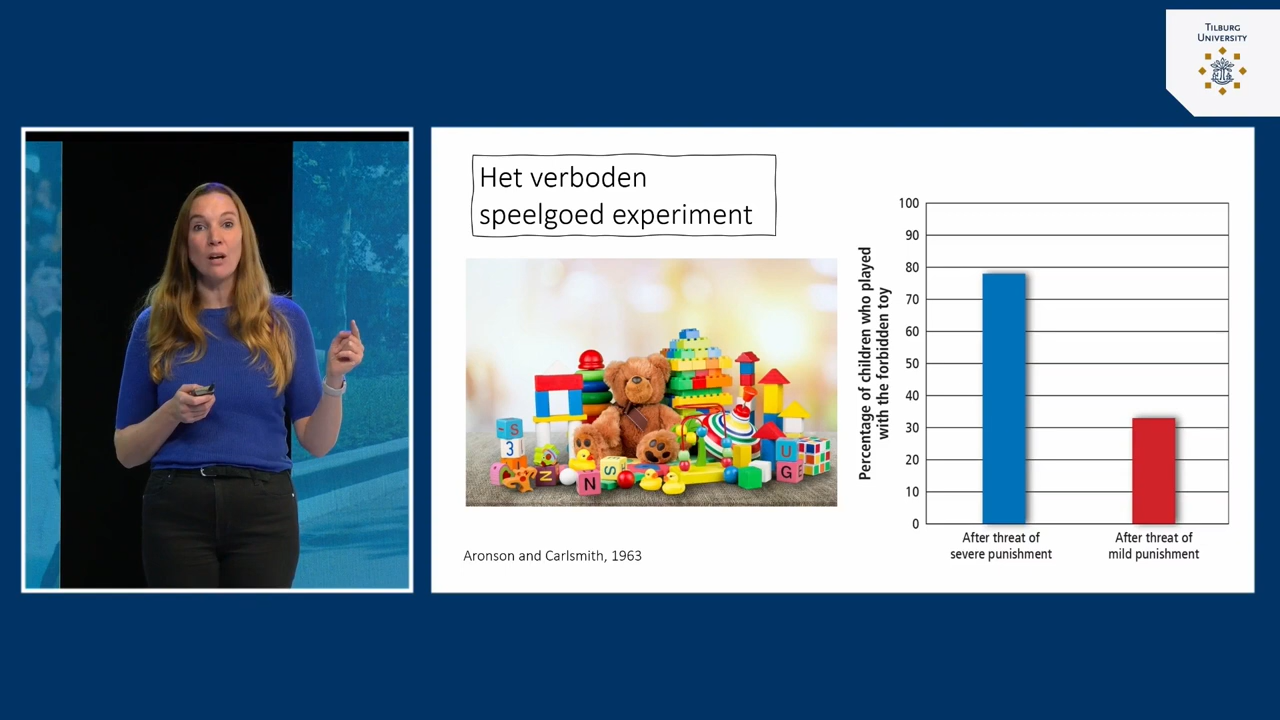 TILBURG
UNIVERSITY
Het verboden
speelgoed experiment
S
3
N
N
S
U
G
Aronson and Carlsmith, 1963
Percentage of children who played
with the forbidden toy
100
90
80
70
60
50
40
30
20
10
0
After threat of
severe punishment
After threat of
mild punishment